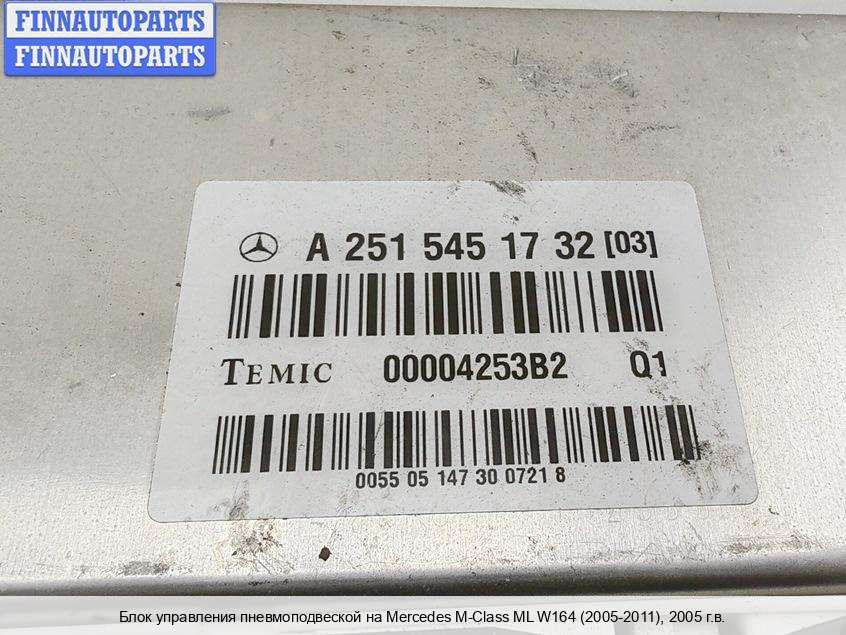 FINNAUTOPARTS
FINNAUTOPARTS
A 251 545 17 32 [03]
TEMIC 00004253B2 Q1
0055 05 147 30 0721 8
Блок управления пневмоподвеской на Mercedes M-Class ML W164 (2005-2011), 2005 г.в.